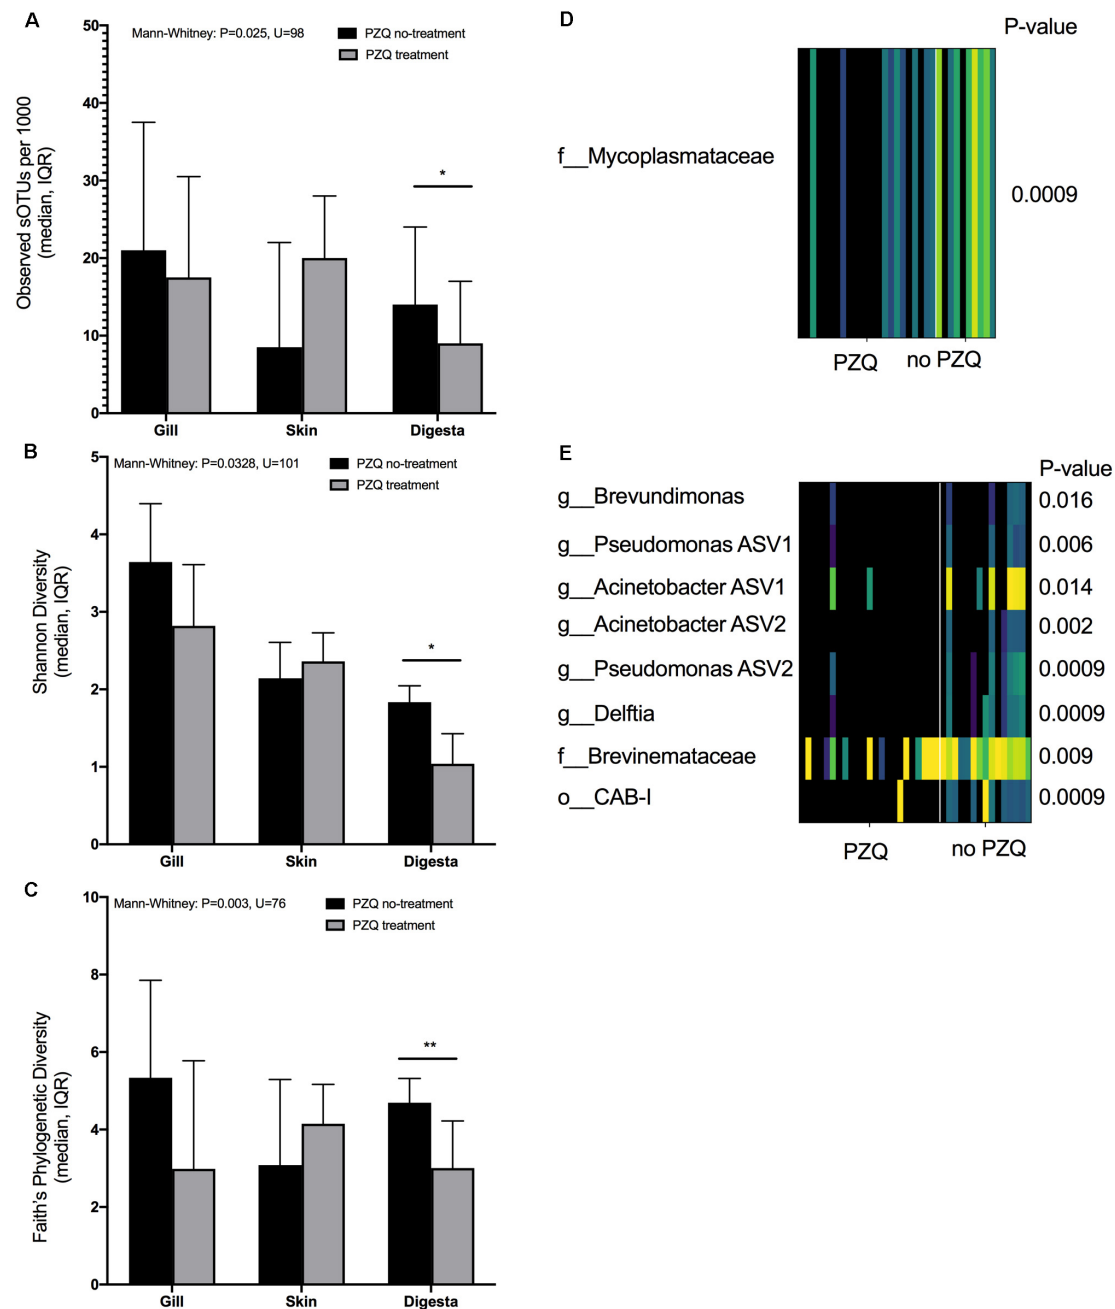 A
Mann-Whitney: P=0.025, U=98
PZQ no-treatment
PZQ treatment
Observed sOTUs per 1000
(median, IQR)
50
40
30
20
10
0
*
Gill
Skin
Digesta
B
Mann-Whitney: P=0.0328, U=101
PZQ no-treatment
PZQ treatment
Shannon Diversity
(median, IQR)
5
4
3
2
1
0
*
Gill
Skin
Digesta
C
Mann-Whitney: P=0.003, U=76
PZQ no-treatment
PZQ treatment
Faith's Phylogenetic Diversity
(median, IQR)
10
8
6
4
2
0
**
Gill
Skin
Digesta
D
P-value
f__Mycoplasmataceae
0.0009
PZQ
no PZQ
E
P-value
g__Brevundimonas 0.016
g__Pseudomonas ASV1 0.006
g__Acinetobacter ASV1 0.014
g__Acinetobacter ASV2 0.002
g__Pseudomonas ASV2 0.0009
g__Delftia 0.0009
f__Brevinemataceae 0.009
o__CAB-I 0.0009
PZQ
no PZQ